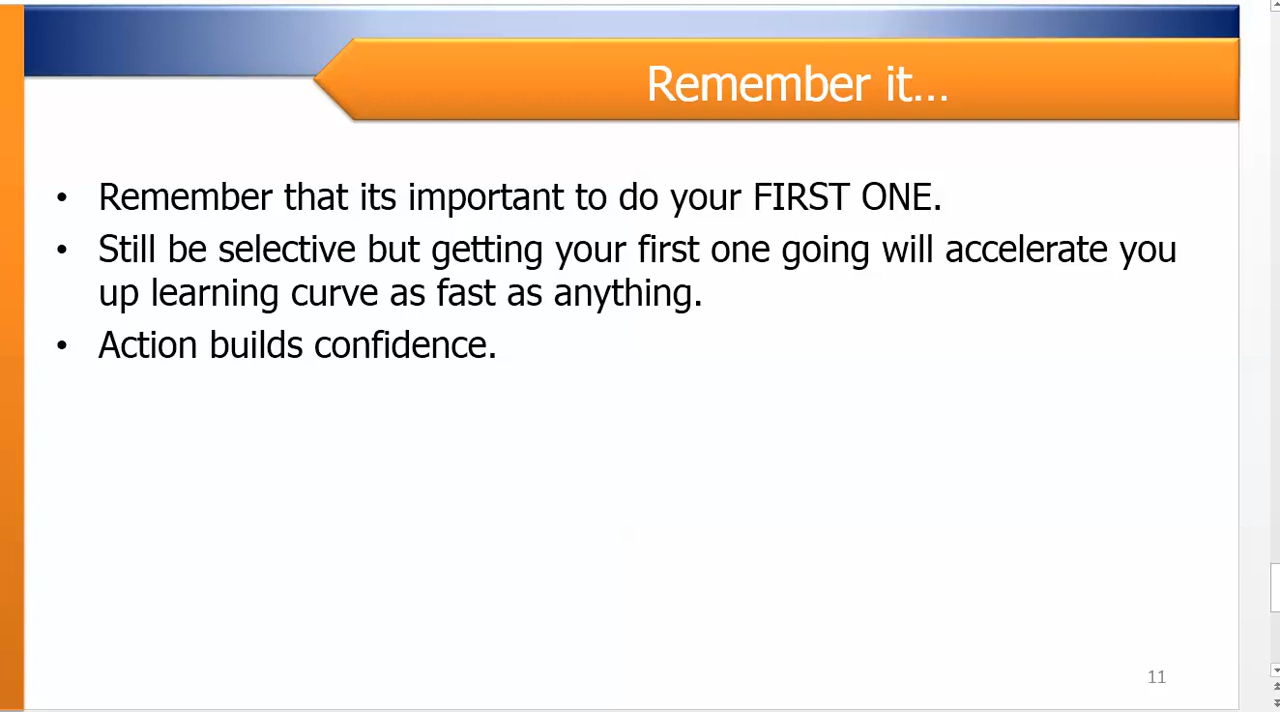 Remember it...
• Remember that its important to do your FIRST ONE.
• Still be selective but getting your first one going will accelerate you
up learning curve as fast as anything.
• Action builds confidence.
11